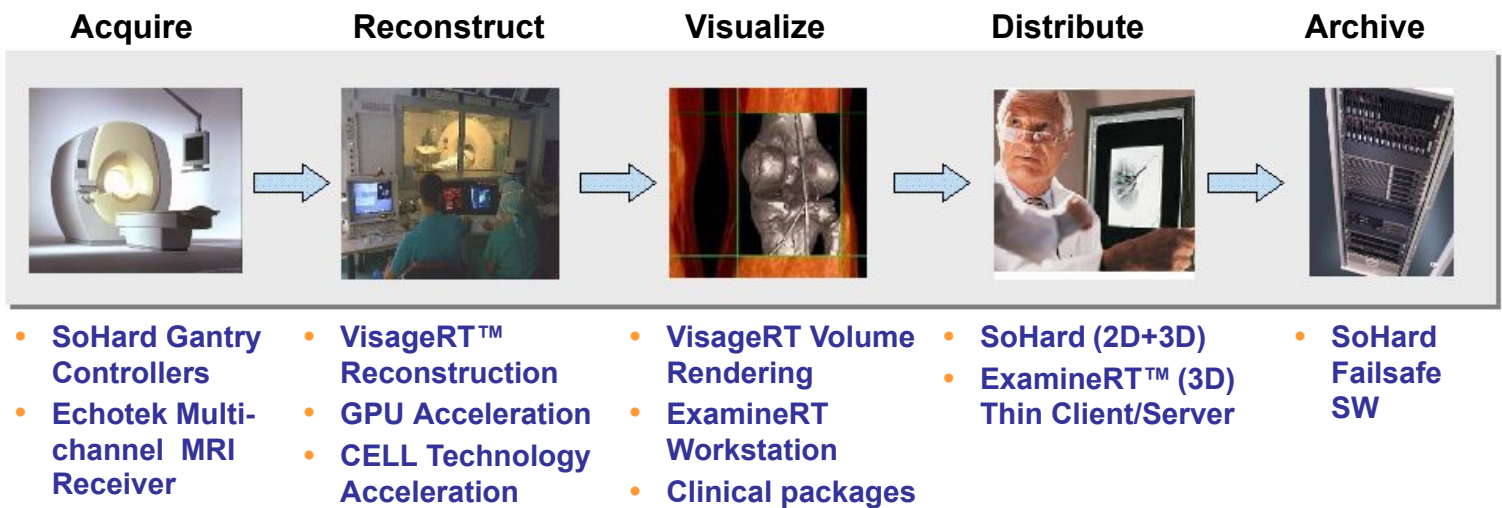 Acquire Reconstruct Visualize Distribute Archive
• SoHard Gantry
Controllers
• Echotek Multi-
channel MRI
Receiver
• VisageRT™
Reconstruction
• GPU Acceleration
• CELL Technology
Acceleration
• VisageRT Volume
Rendering
• ExamineRT
Workstation
• Clinical packages
• SoHard (2D+3D)
• ExamineRT™ (3D)
Thin Client/Server
• SoHard
Failsafe
SW